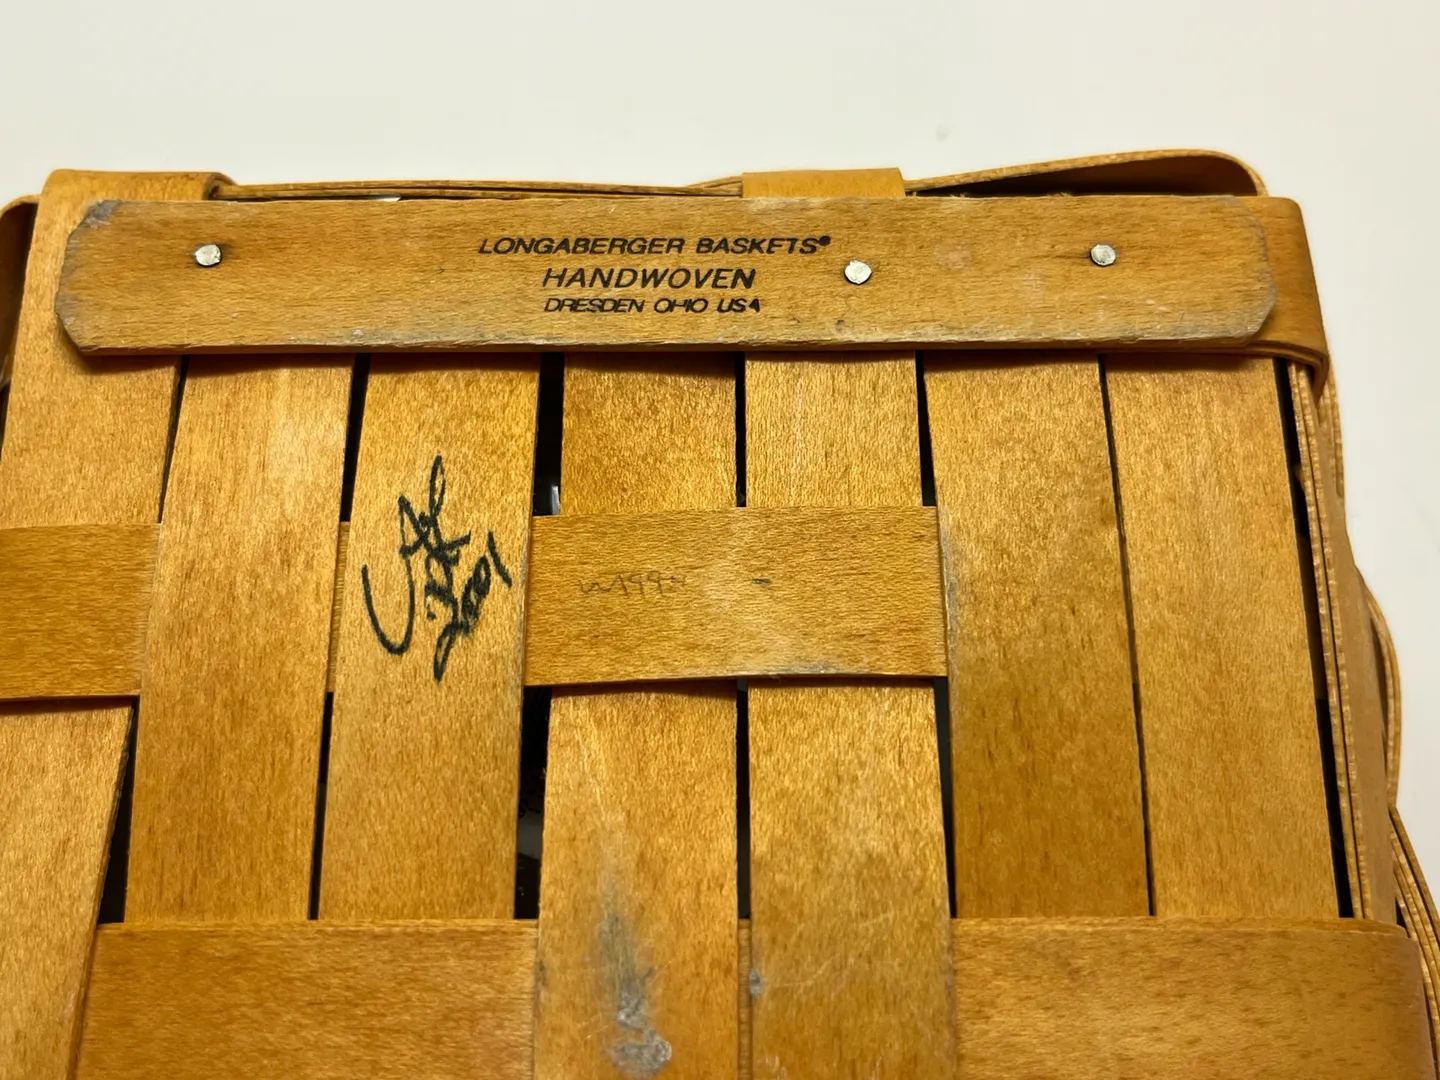 LONGABERGER BASKETS®
HANDWOVEN
DRESDEN OHIO USA
2001